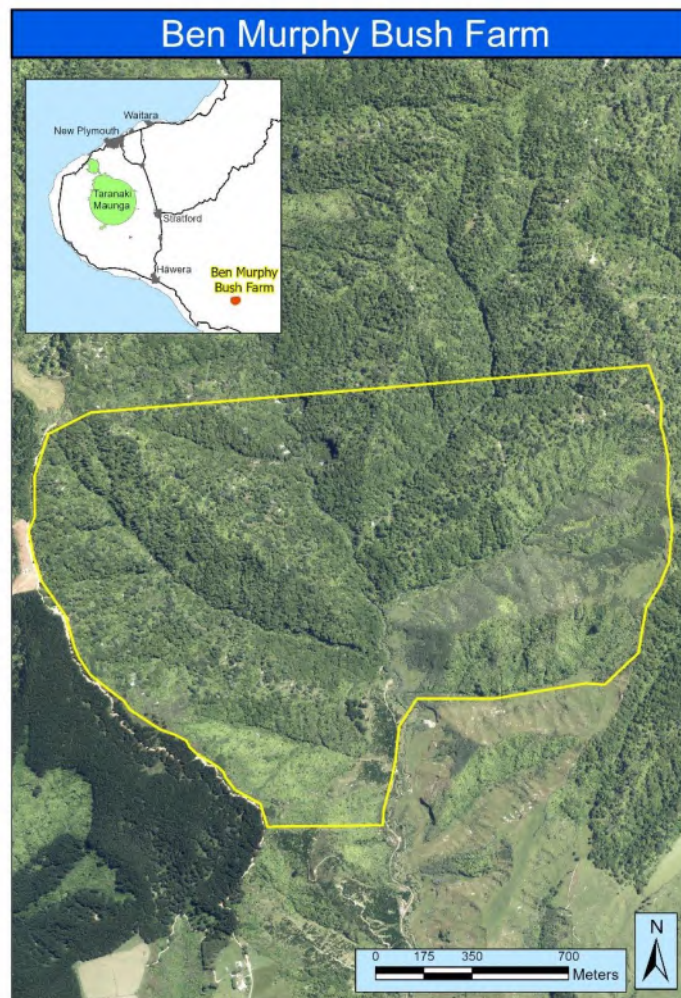 Ben Murphy Bush Farm
Waitara
New Plymouth
Taranaki
Maunga
Stratford
Hāwera
Ben Murphy
Bush Farm
N
0 175 350 700
Meters